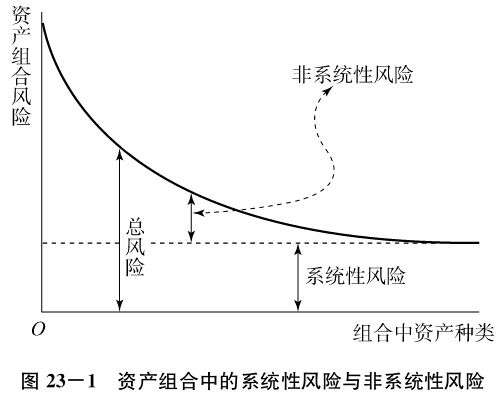 资产组合风险
非系统性风险
总风险
系统性风险
O
组合中资产种类
图 23－1 资产组合中的系统性风险与非系统性风险